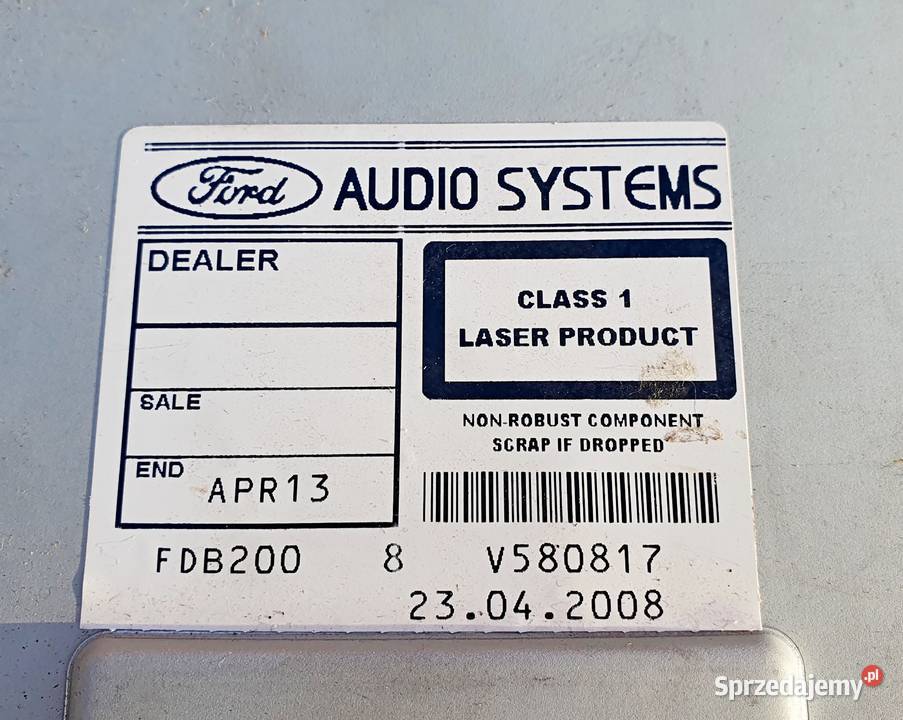 Ford AUDIO SYSTEMS
DEALER
SALE
END APR13
CLASS 1
LASER PRODUCT
NON-ROBUST COMPONENT
SCRAP IF DROPPED
FDB200 8 V580817
23.04.2008
Sprzedajemy.pl